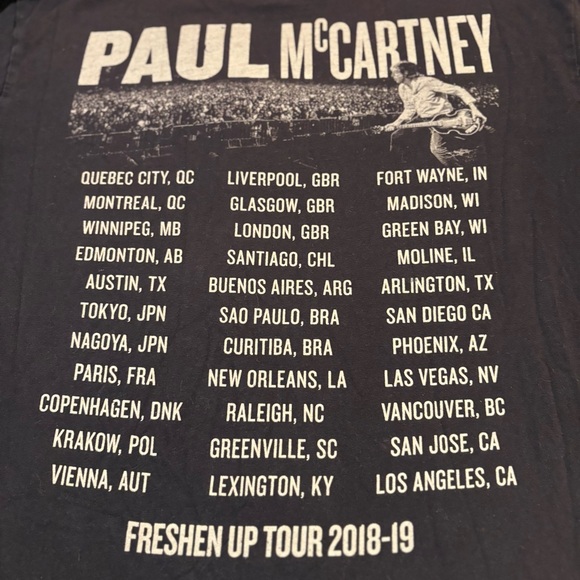 PAUL McCARTNEY
QUEBEC CITY, QC
MONTREAL, QC
WINNIPEG, MB
EDMONTON, AB
AUSTIN, TX
TOKYO, JPN
NAGOYA, JPN
PARIS, FRA
COPENHAGEN, DNK
KRAKOW, POL
VIENNA, AUT
LIVERPOOL, GBR
GLASGOW, GBR
LONDON, GBR
SANTIAGO, CHL
BUENOS AIRES, ARG
SAO PAULO, BRA
CURITIBA, BRA
NEW ORLEANS, LA
RALEIGH, NC
GREENVILLE, SC
LEXINGTON, KY
FORT WAYNE, IN
MADISON, WI
GREEN BAY, WI
MOLINE, IL
ARLINGTON, TX
SAN DIEGO CA
PHOENIX, AZ
LAS VEGAS, NV
VANCOUVER, BC
SAN JOSE, CA
LOS ANGELES, CA
FRESHEN UP TOUR 2018-19